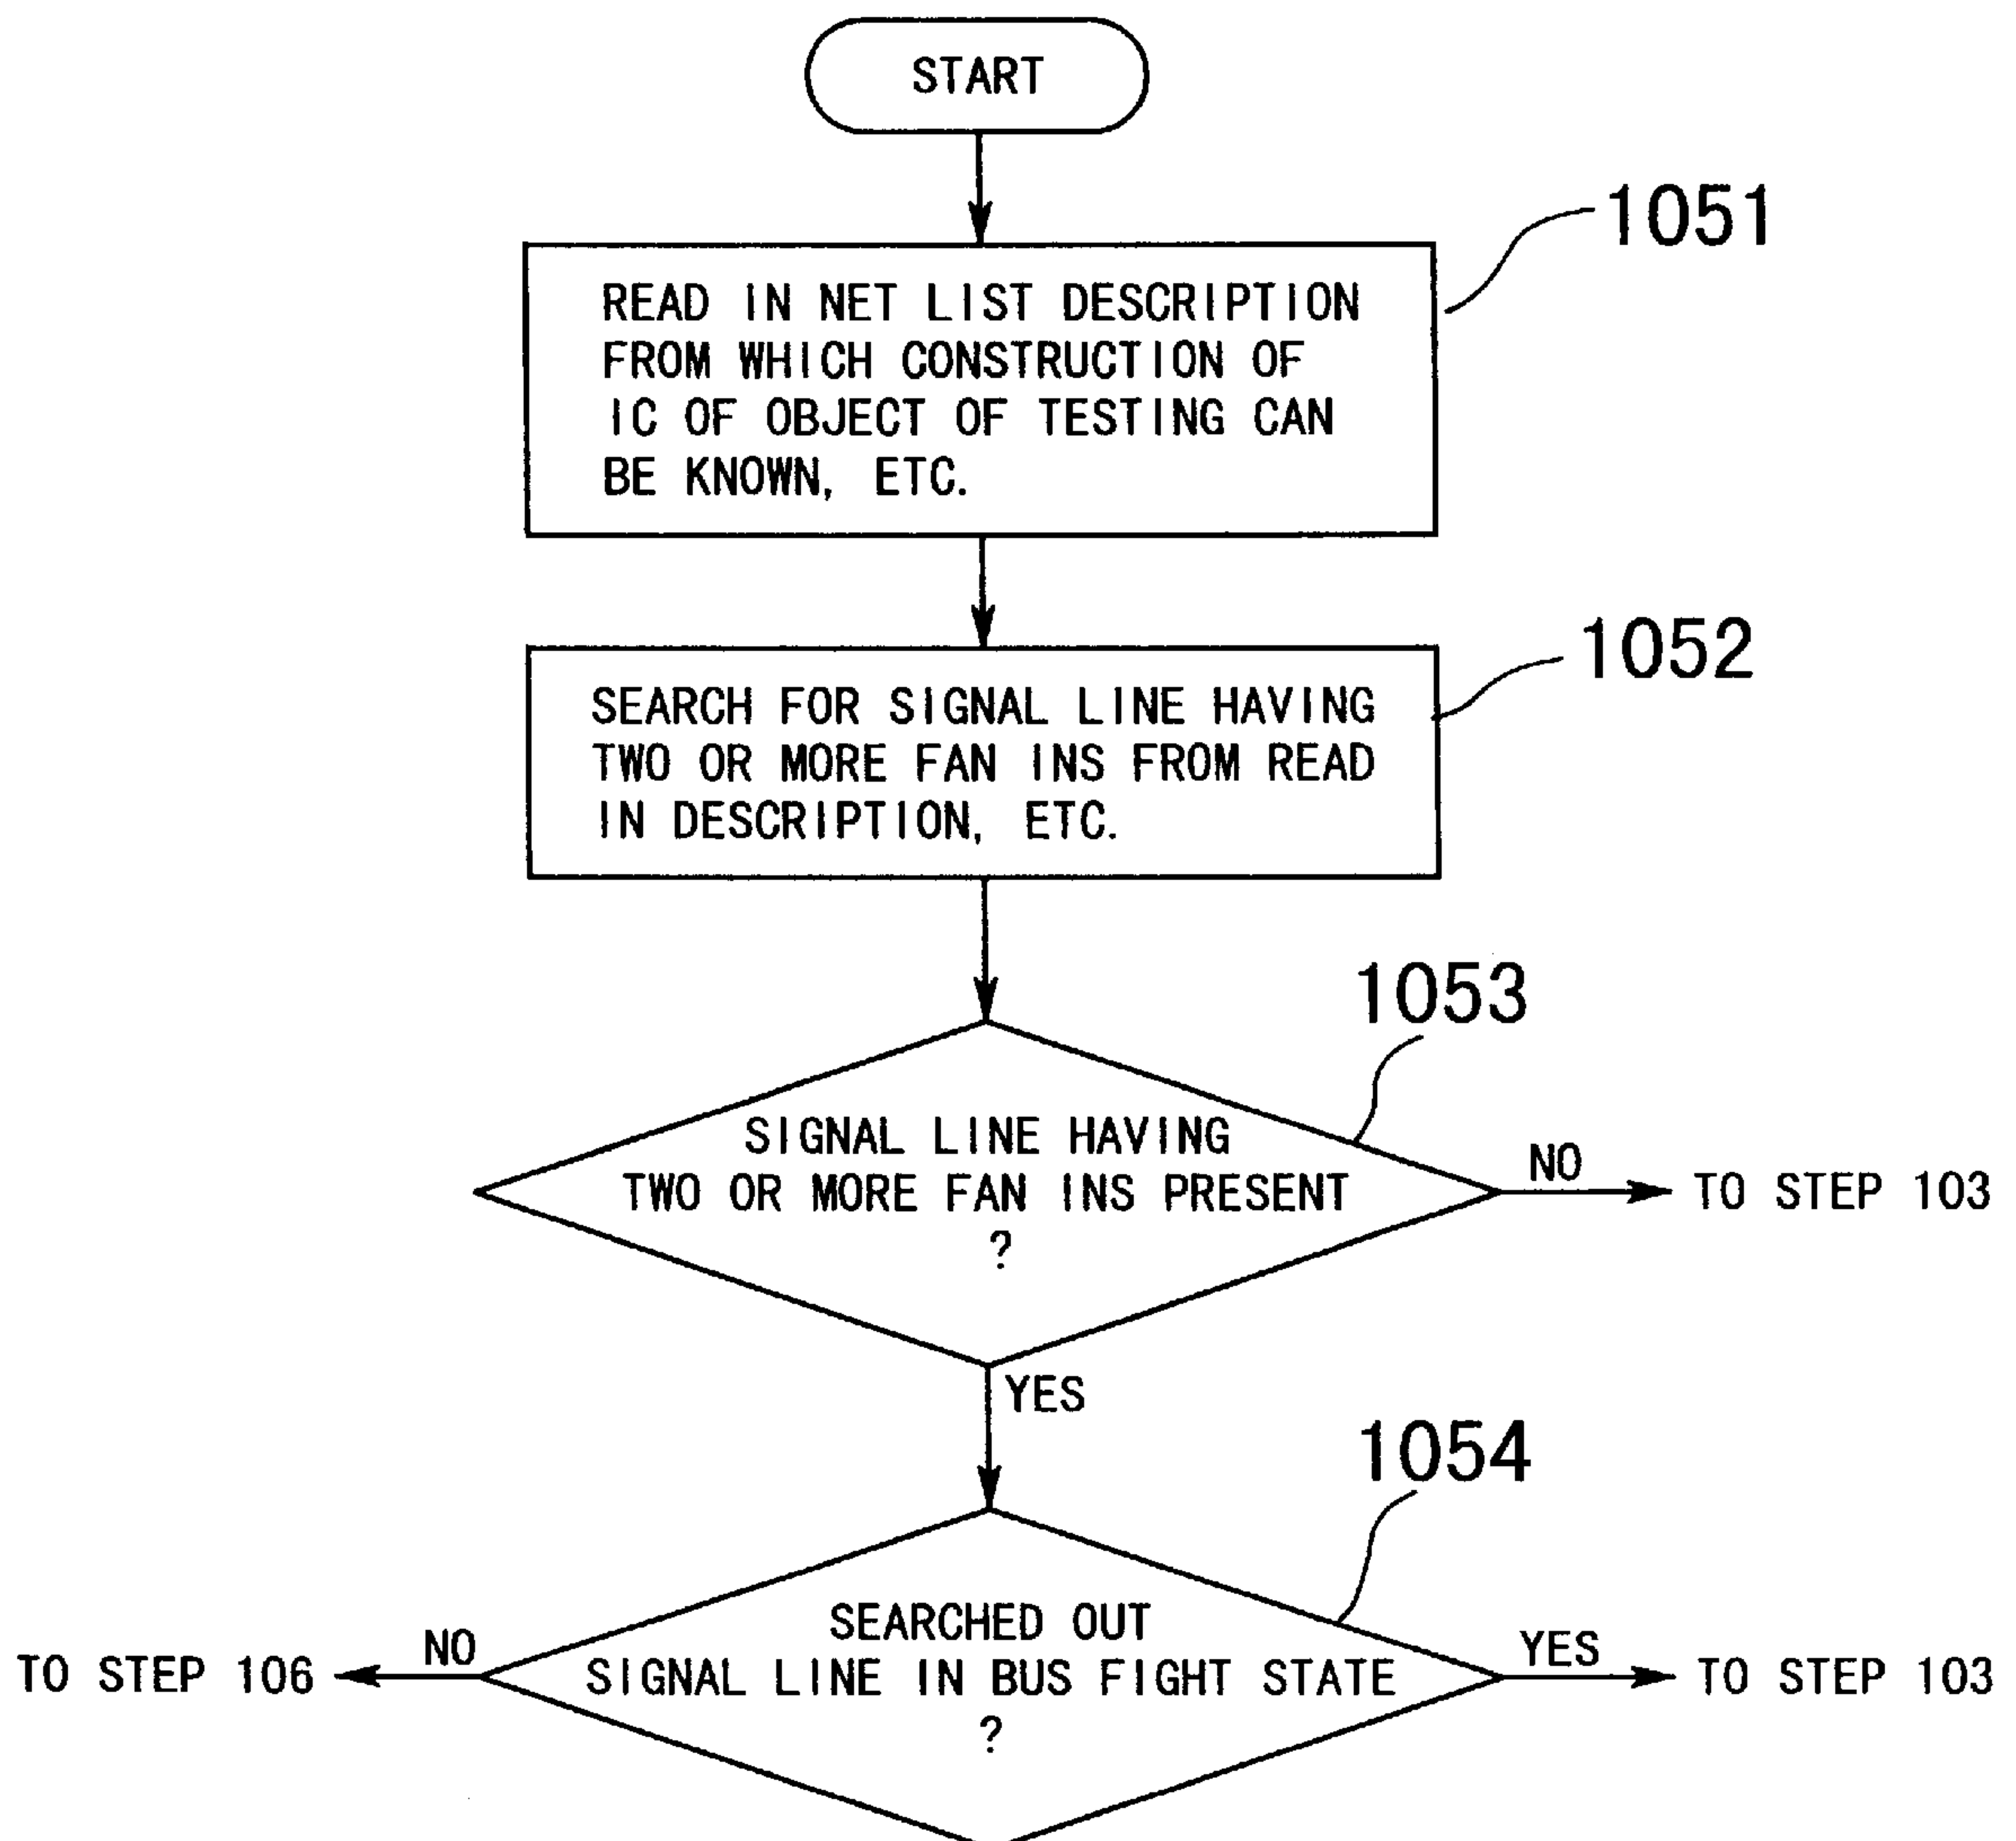 START
1051
READ IN NET LIST DESCRIPTION
FROM WHICH CONSTRUCTION OF
IC OF OBJECT OF TESTING CAN
BE KNOWN, ETC.
1052
SEARCH FOR SIGNAL LINE HAVING
TWO OR MORE FAN INS FROM READ
IN DESCRIPTION, ETC.
1053
SIGNAL LINE HAVING
TWO OR MORE FAN INS PRESENT
?
NO
TO STEP 103
YES
1054
SEARCHED OUT
SIGNAL LINE IN BUS FIGHT STATE
?
NO
TO STEP 106
YES
TO STEP 103